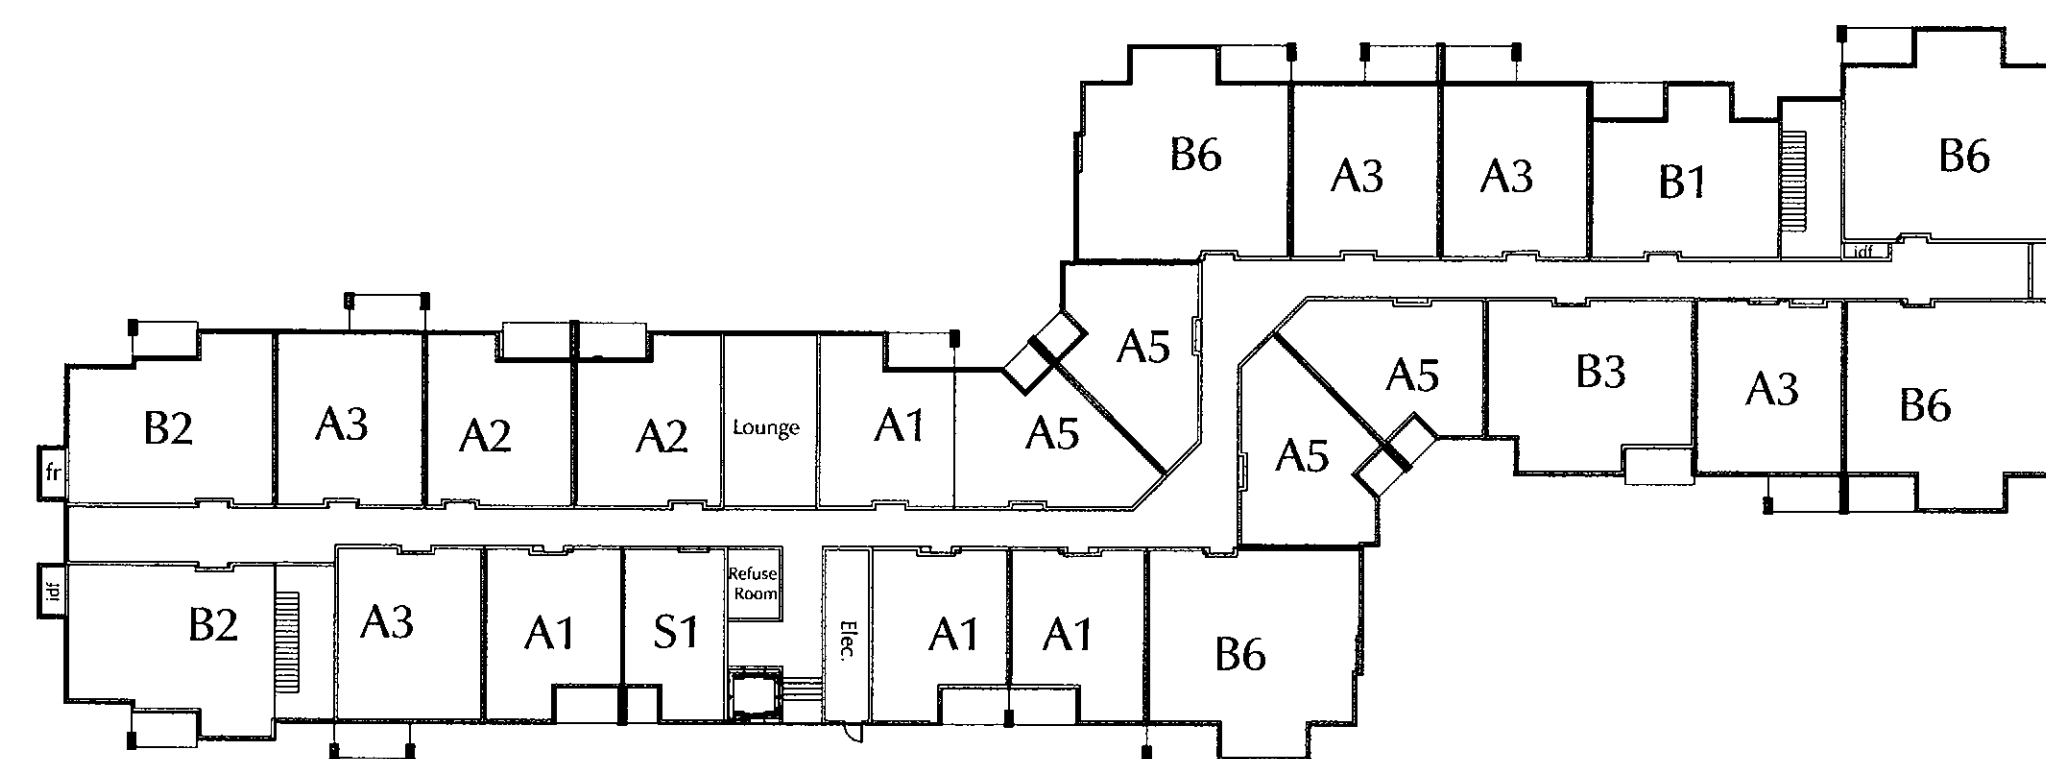 B6
A3
A3
B1
B6
idf
A5
A5
B3
A3
B6
B2
A3
A2
A2
Lounge
A1
A5
A5
fr
idf
B2
A3
A1
S1
Refuse
Room
Elec.
A1
A1
B6